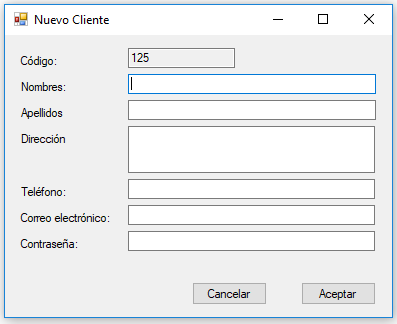 Nuevo Cliente
Código: 125
Nombres:
Apellidos
Dirección
Teléfono:
Correo electrónico:
Contraseña:
Cancelar Aceptar